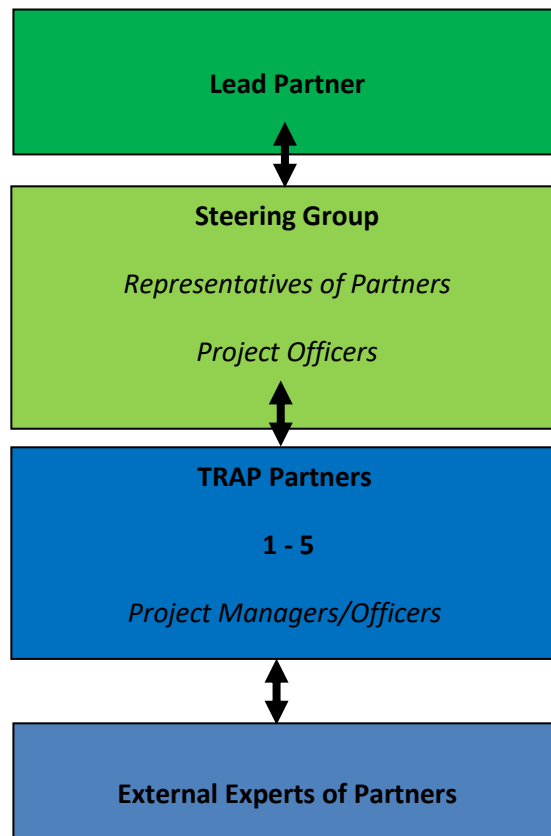 Lead Partner
Steering Group
Representatives of Partners
Project Officers
TRAP Partners
1 - 5
Project Managers/Officers
External Experts of Partners